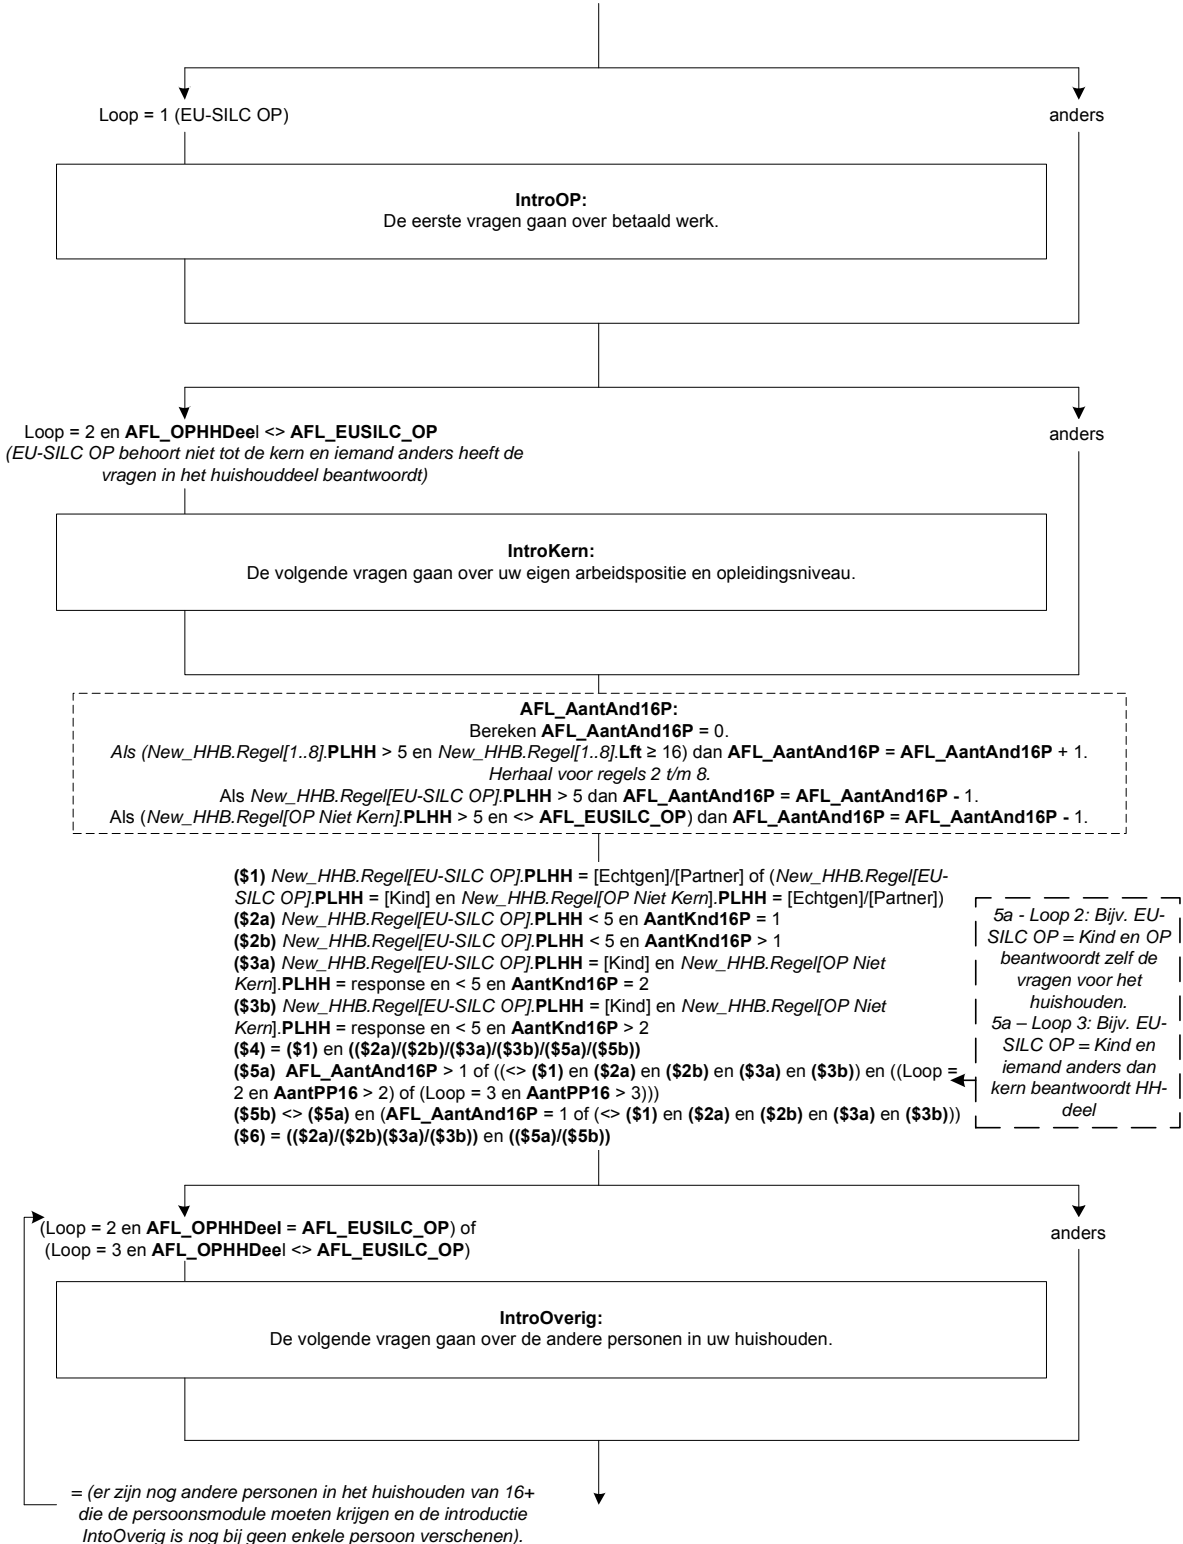 Loop = 1 (EU-SILC OP)
anders
IntroOP:
De eerste vragen gaan over betaald werk.
Loop = 2 en AFL_OPHHDeel <> AFL_EUSILC_OP
(EU-SILC OP behoort niet tot de kern en iemand anders heeft de
vragen in het huishouddeel beantwoordt)
anders
IntroKern:
De volgende vragen gaan over uw eigen arbeidspositie en opleidingsniveau.
AFL_AantAnd16P:
Bereken AFL_AantAnd16P = 0.
Als (New_HHB.Regel[1..8].PLHH > 5 en New_HHB.Regel[1..8].Lft ≥ 16) dan AFL_AantAnd16P = AFL_AantAnd16P + 1.
Herhaal voor regels 2 t/m 8.
Als New_HHB.Regel[EU-SILC OP].PLHH > 5 dan AFL_AantAnd16P = AFL_AantAnd16P - 1.
Als (New_HHB.Regel[OP Niet Kern].PLHH > 5 en <> AFL_EUSILC_OP) dan AFL_AantAnd16P = AFL_AantAnd16P - 1.
($1) New_HHB.Regel[EU-SILC OP].PLHH = [Echtgen]/[Partner] of (New_HHB.Regel[EU-
SILC OP].PLHH = [Kind] en New_HHB.Regel[OP Niet Kern].PLHH = [Echtgen]/[Partner])
($2a) New_HHB.Regel[EU-SILC OP].PLHH < 5 en AantKnd16P = 1
($2b) New_HHB.Regel[EU-SILC OP].PLHH < 5 en AantKnd16P > 1
($3a) New_HHB.Regel[EU-SILC OP].PLHH = [Kind] en New_HHB.Regel[OP Niet
Kern].PLHH = response en < 5 en AantKnd16P = 2
($3b) New_HHB.Regel[EU-SILC OP].PLHH = [Kind] en New_HHB.Regel[OP Niet
Kern].PLHH = response en < 5 en AantKnd16P > 2
($4) = ($1) en (($2a)/($2b)/($3a)/($3b)/($5a)/($5b))
($5a) AFL_AantAnd16P > 1 of ((<> ($1) en ($2a) en ($2b) en ($3a) en ($3b)) en ((Loop =
2 en AantPP16 > 2) of (Loop = 3 en AantPP16 > 3)))
($5b) <> ($5a) en (AFL_AantAnd16P = 1 of (<> ($1) en ($2a) en ($2b) en ($3a) en ($3b)))
($6) = (($2a)/($2b)($3a)/($3b)) en (($5a)/($5b))
5a - Loop 2: Bijv. EU-
SILC OP = Kind en OP
beantwoordt zelf de
vragen voor het
huishouden.
5a – Loop 3: Bijv. EU-
SILC OP = Kind en
iemand anders dan
kern beantwoordt HH-
deel
(Loop = 2 en AFL_OPHHDeel = AFL_EUSILC_OP) of
(Loop = 3 en AFL_OPHHDeel <> AFL_EUSILC_OP)
anders
IntroOverig:
De volgende vragen gaan over de andere personen in uw huishouden.
= (er zijn nog andere personen in het huishouden van 16+
die de persoonsmodule moeten krijgen en de introductie
IntoOverig is nog bij geen enkele persoon verschenen).